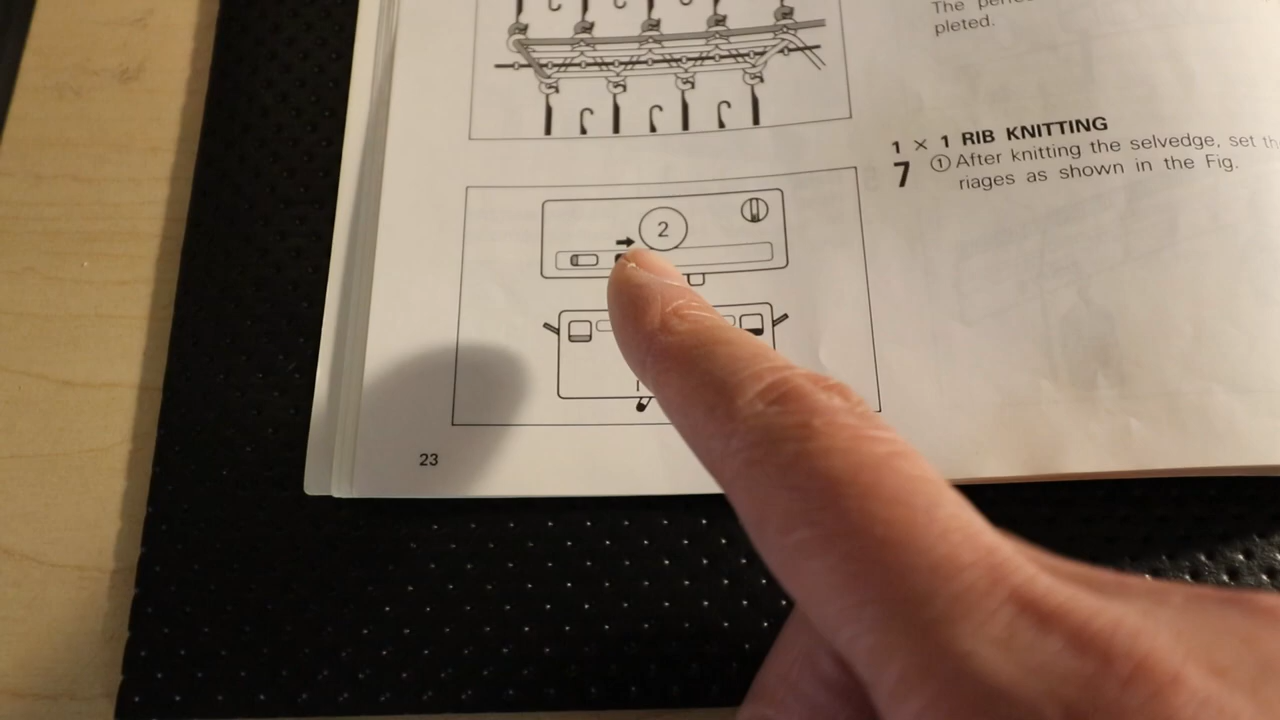 The
pleted.
1 × 1 RIB KNITTING
7 ① After knitting the selvedge, set
riages as shown in the Fig.
2
23